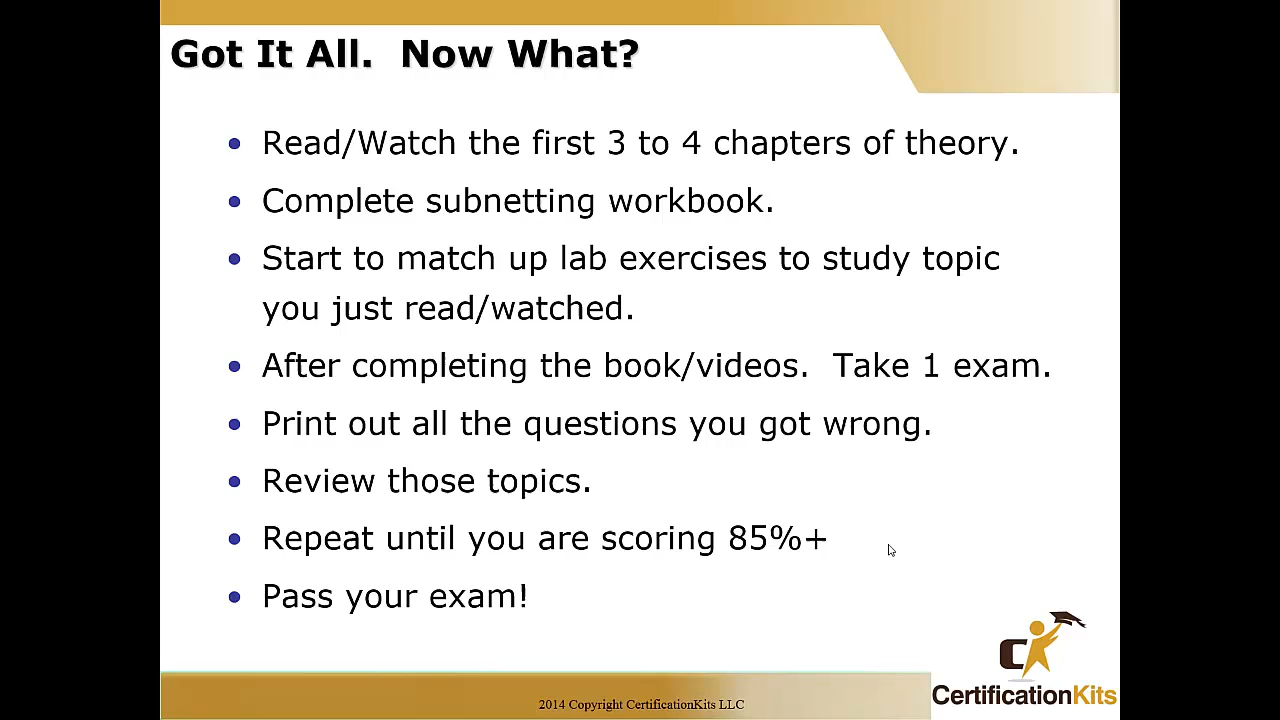 Got It All.  Now What?
• Read/Watch the first 3 to 4 chapters of theory.
• Complete subnetting workbook.
• Start to match up lab exercises to study topic
you just read/watched.
• After completing the book/videos.  Take 1 exam.
• Print out all the questions you got wrong.
• Review those topics.
• Repeat until you are scoring 85%+
• Pass your exam!
CK
CertificationKits
2014 Copyright CertificationKits LLC